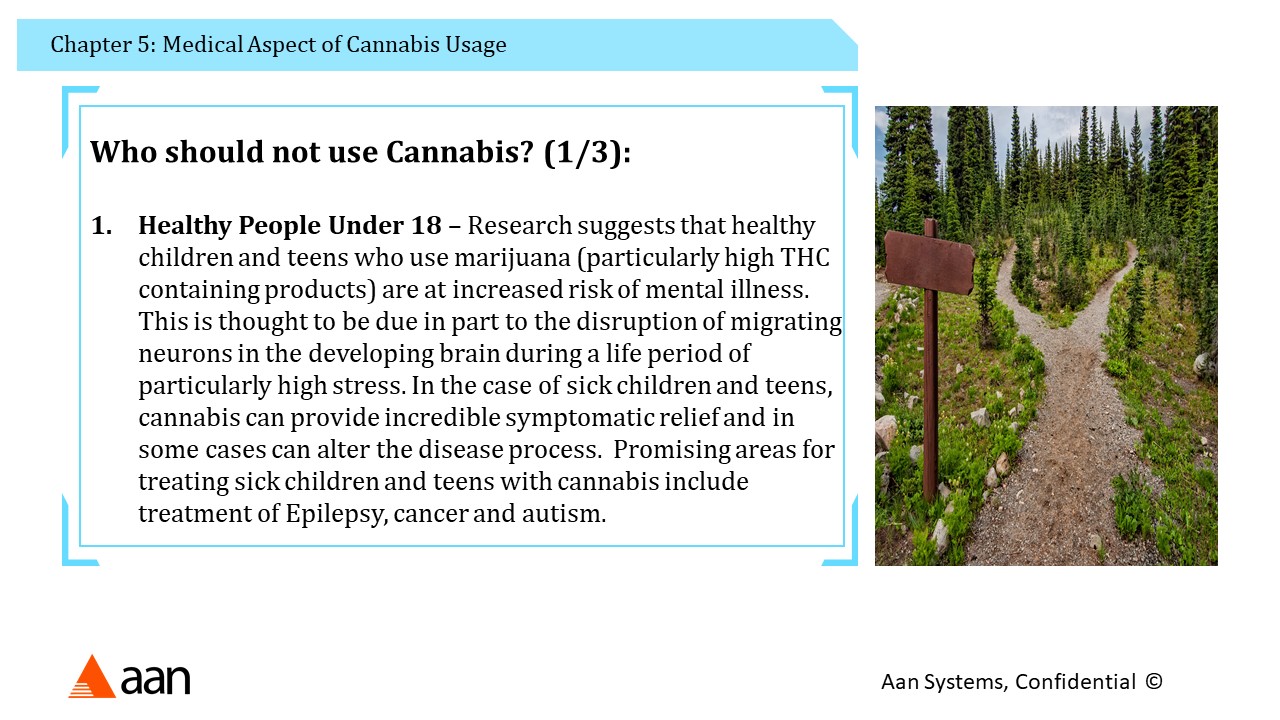 Chapter 5: Medical Aspect of Cannabis Usage
Who should not use Cannabis? (1/3):
1. Healthy People Under 18 – Research suggests that healthy
children and teens who use marijuana (particularly high THC
containing products) are at increased risk of mental illness.
This is thought to be due in part to the disruption of migrating
neurons in the developing brain during a life period of
particularly high stress. In the case of sick children and teens,
cannabis can provide incredible symptomatic relief and in
some cases can alter the disease process.  Promising areas for
treating sick children and teens with cannabis include
treatment of Epilepsy, cancer and autism.
aan
Aan Systems, Confidential ©